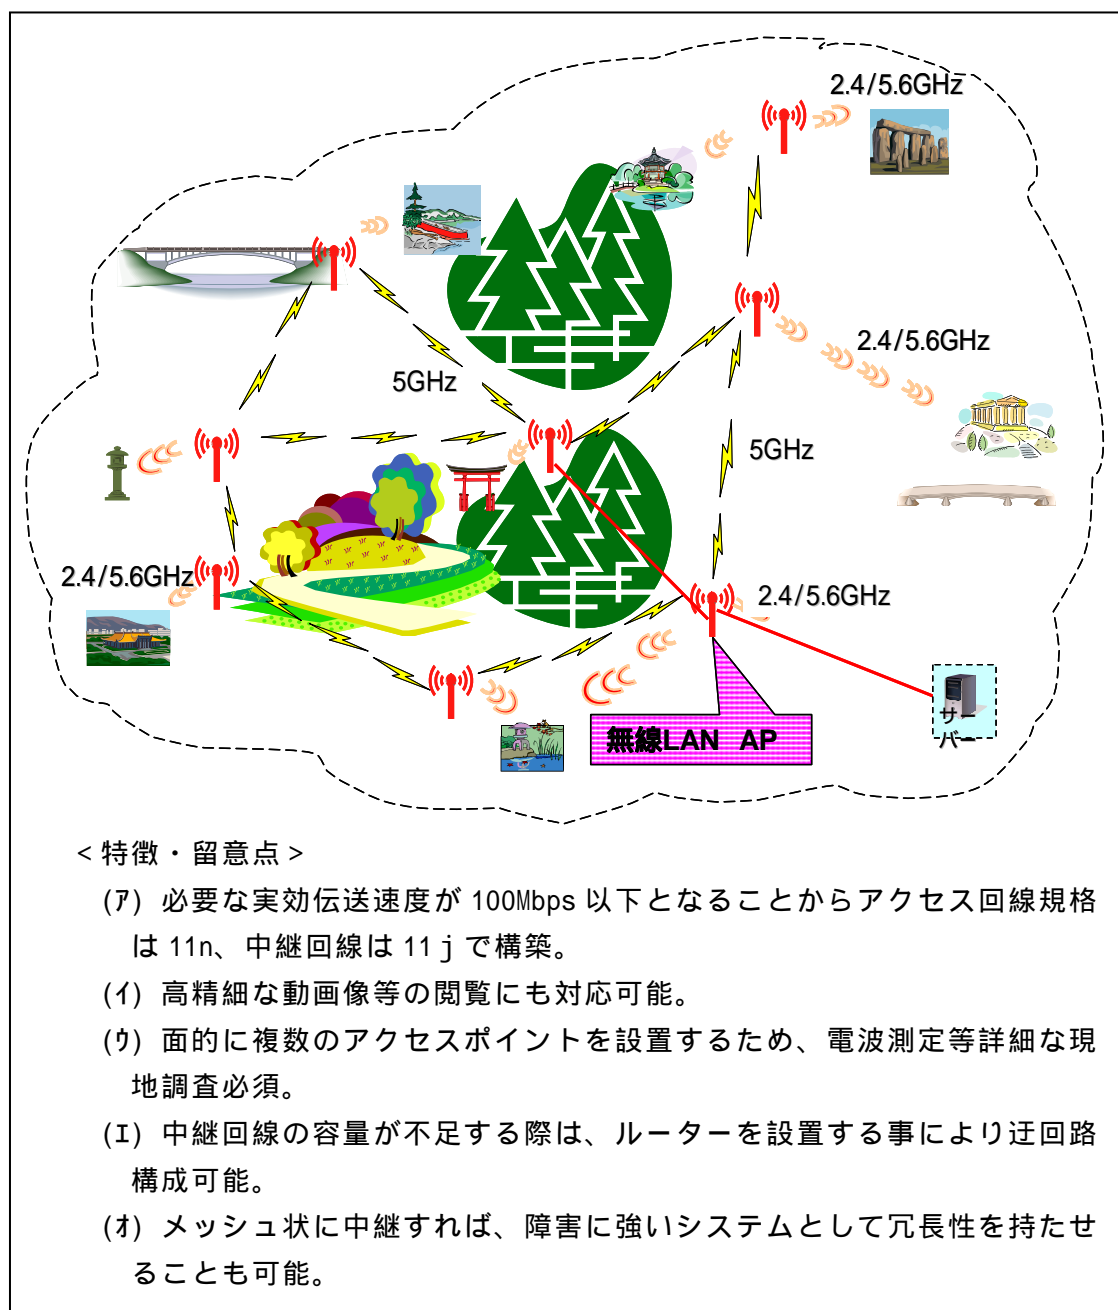 2.4/5.6GHz
2.4/5.6GHz
5GHz
5GHz
2.4/5.6GHz
2.4/5.6GHz
サー
バー
無線LAN AP
<特徴・留意点>
(ア) 必要な実効伝送速度が 100Mbps 以下となることからアクセス回線規格
は 11n、中継回線は 11j で構築。
(イ) 高精細な動画像等の閲覧にも対応可能。
(ウ) 面的に複数のアクセスポイントを設置するため、電波測定等詳細な現
地調査必須。
(エ) 中継回線の容量が不足する際は、ルーターを設置する事により迂回路
構成可能。
(オ) メッシュ状に中継すれば、障害に強いシステムとして冗長性を持たせ
ることも可能。